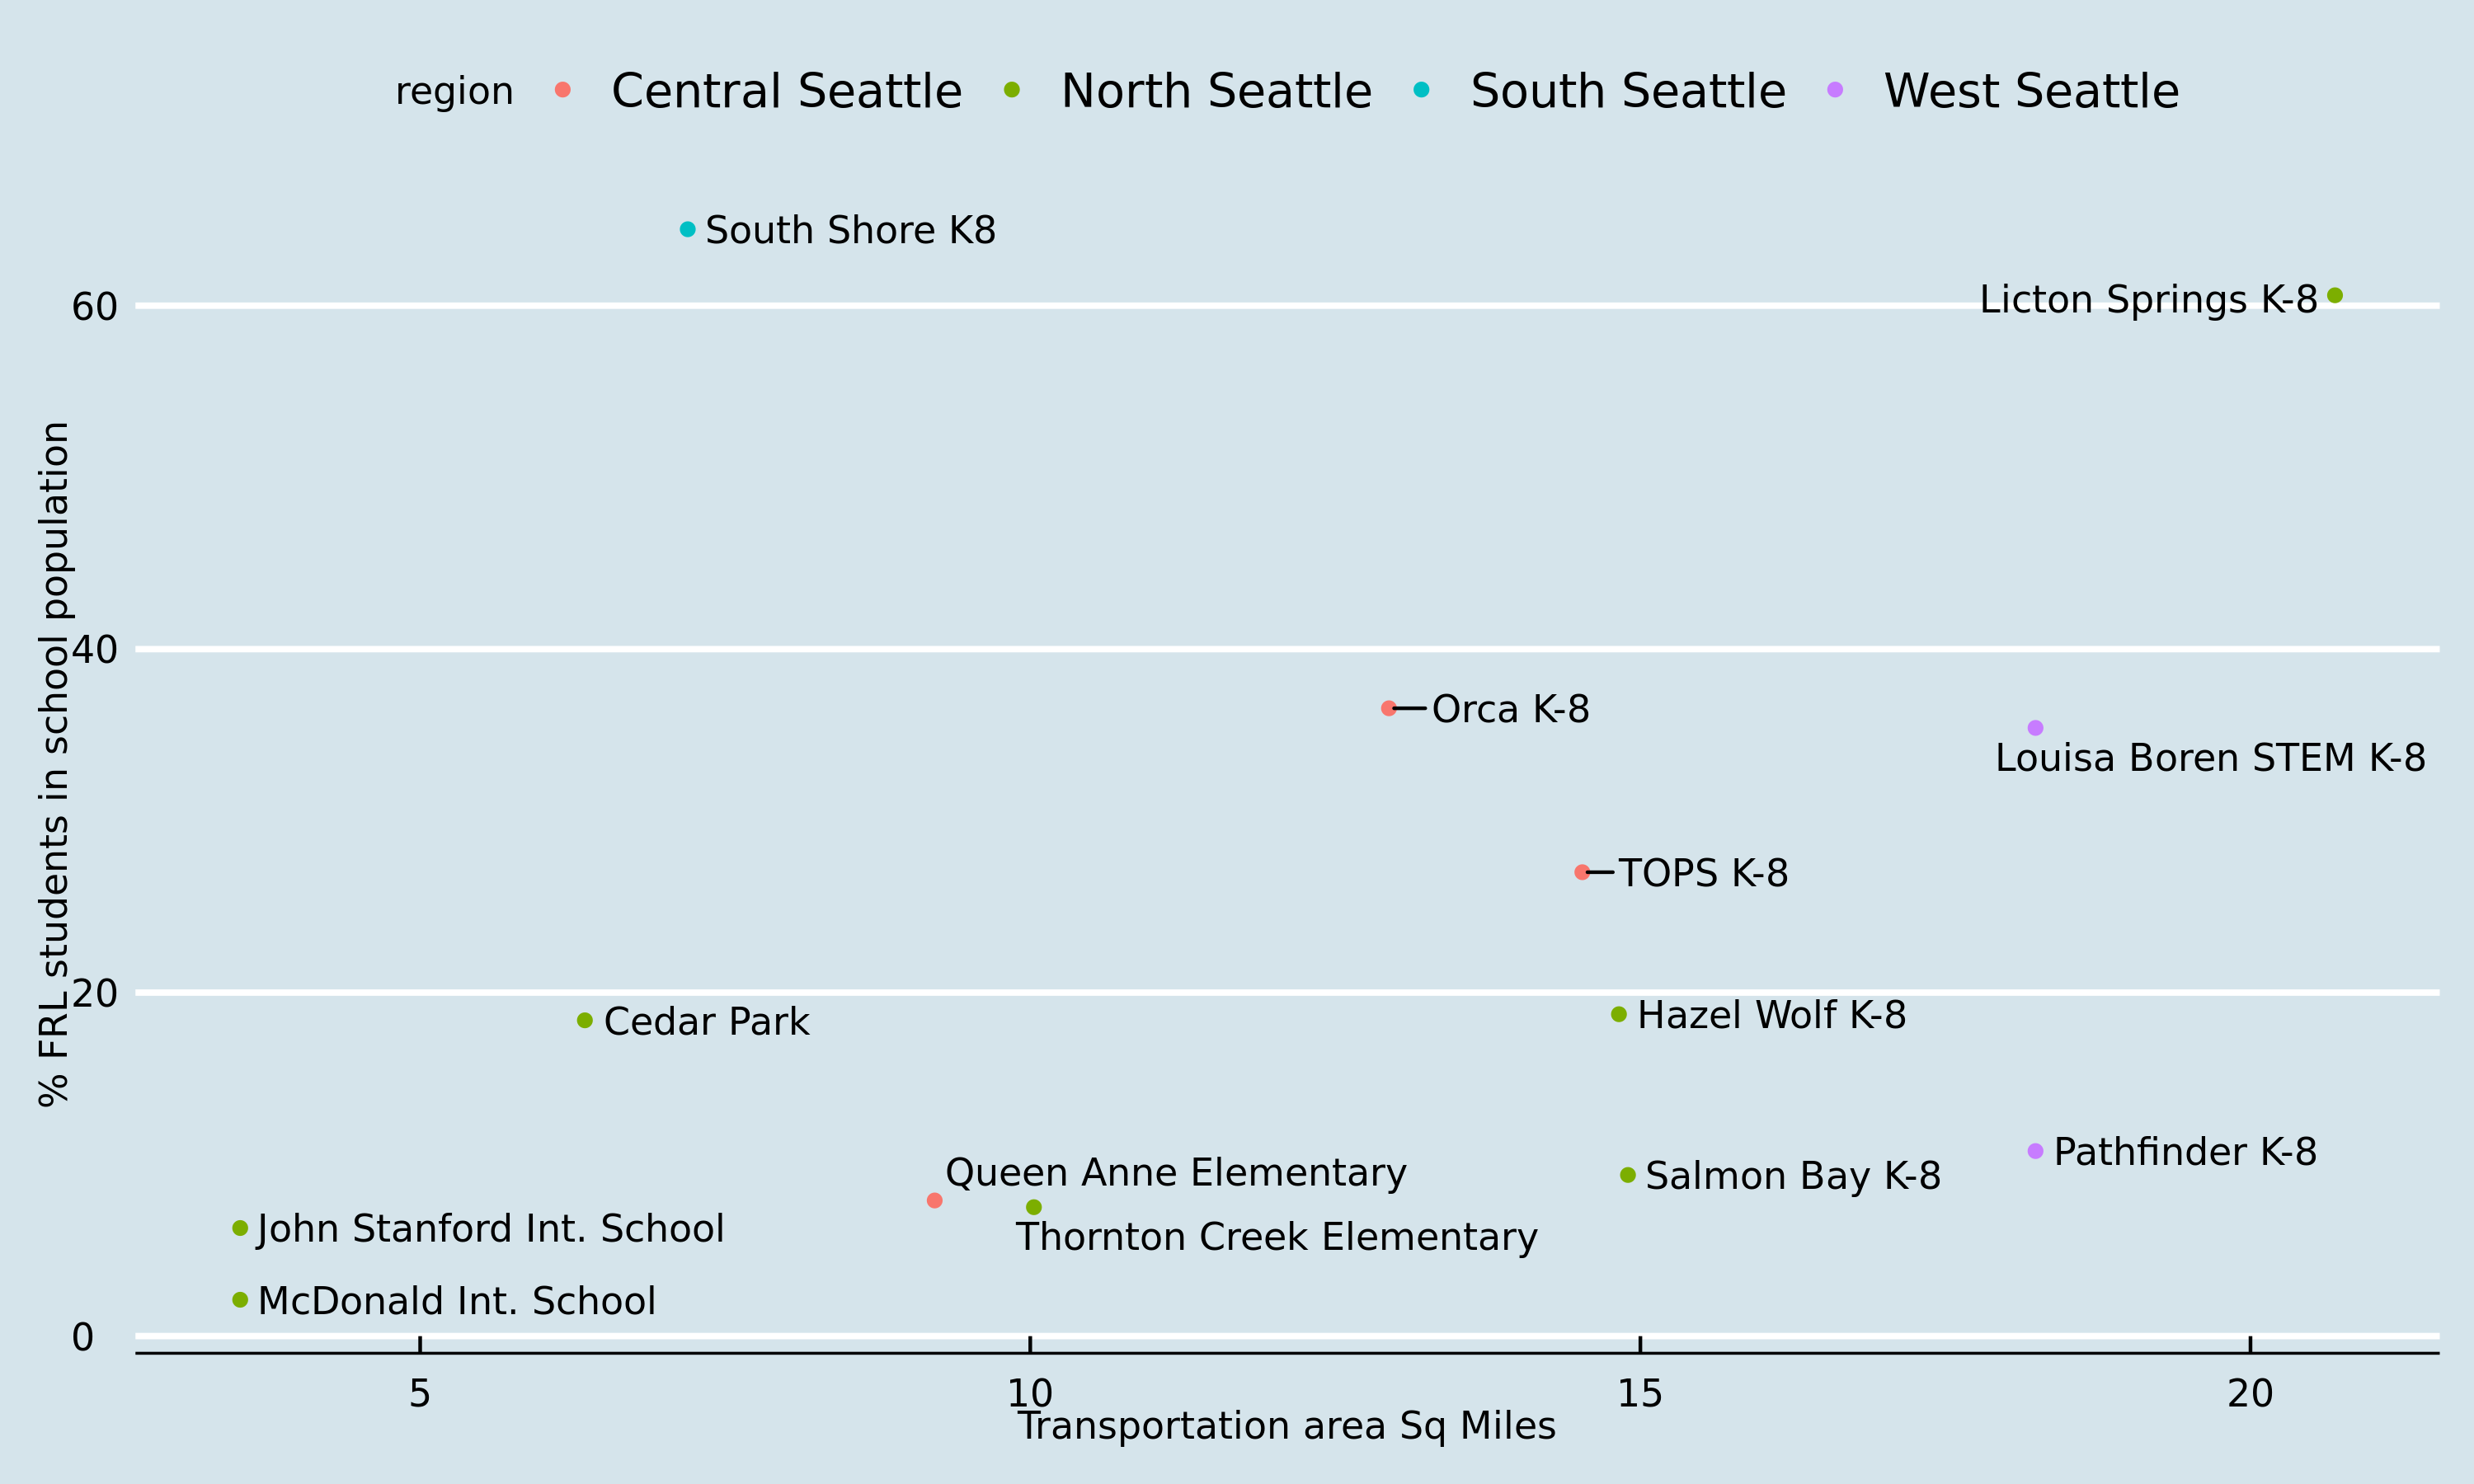 region Central Seattle North Seattle South Seattle West Seattle
South Shore K8
Licton Springs K-8
60
% FRL students in school population
40
Orca K-8
Louisa Boren STEM K-8
TOPS K-8
20
Cedar Park
Hazel Wolf K-8
Queen Anne Elementary
Pathfinder K-8
Salmon Bay K-8
John Stanford Int. School
Thornton Creek Elementary
McDonald Int. School
0
5 10 15 20
Transportation area Sq Miles